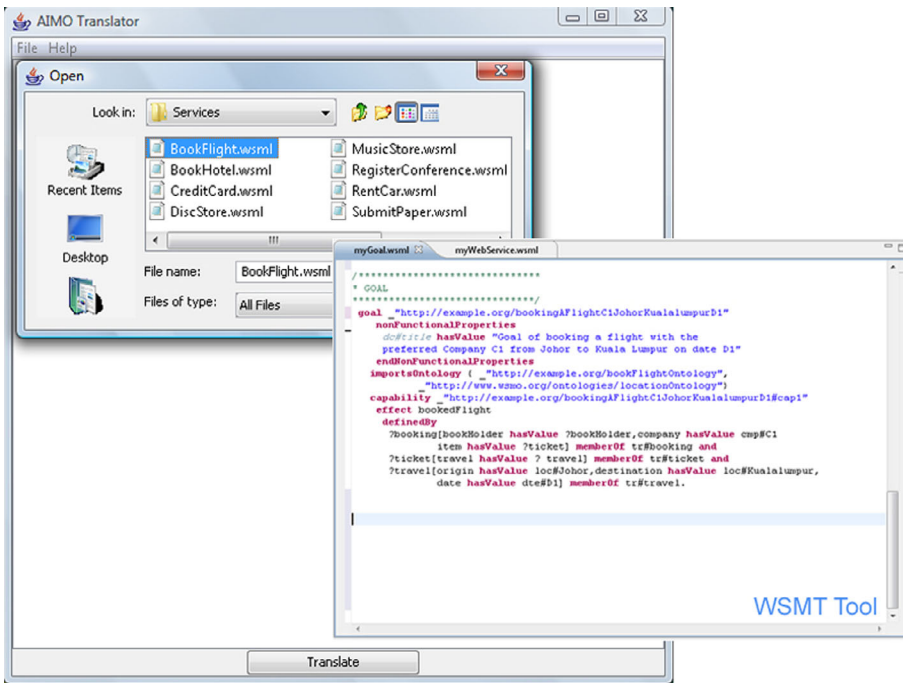 AIMO Translator
File Help
Open
Look in: Services
BookFlight.wsml
BookHotel.wsml
CreditCard.wsml
DiscStore.wsml
MusicStore.wsml
RegisterConference.wsml
RentCar.wsml
SubmitPaper.wsml
Recent Items
Desktop
File name: BookFlight.wsml
Files of type: All Files
myGoal.wsml myWebService.wsml
/******************************
* GOAL
******************************/
goal _"http://example.org/bookingAFlightC1JohorKualalumpurD1"
nonFunctionalProperties
dc#title hasValue "Goal of booking a flight with the
preferred Company C1 from Johor to Kuala Lumpur on date D1"
endNonFunctionalProperties
importsOntology { _"http://example.org/bookFlightOntology",
_"http://www.wsmo.org/ontologies/locationOntology"}
capability _"http://example.org/bookingAFlightC1JohorKualalumpurD1#cap1"
effect bookedFlight
definedBy
?booking[bookHolder hasValue ?bookHolder,company hasValue cmp#C1
item hasValue ?ticket] memberOf tr#booking and
?ticket[travel hasValue ? travel] memberOf tr#ticket and
?travel[origin hasValue loc#Johor,destination hasValue loc#Kualalumpur,
date hasValue dte#D1] memberOf tr#travel.
WSMT Tool
Translate